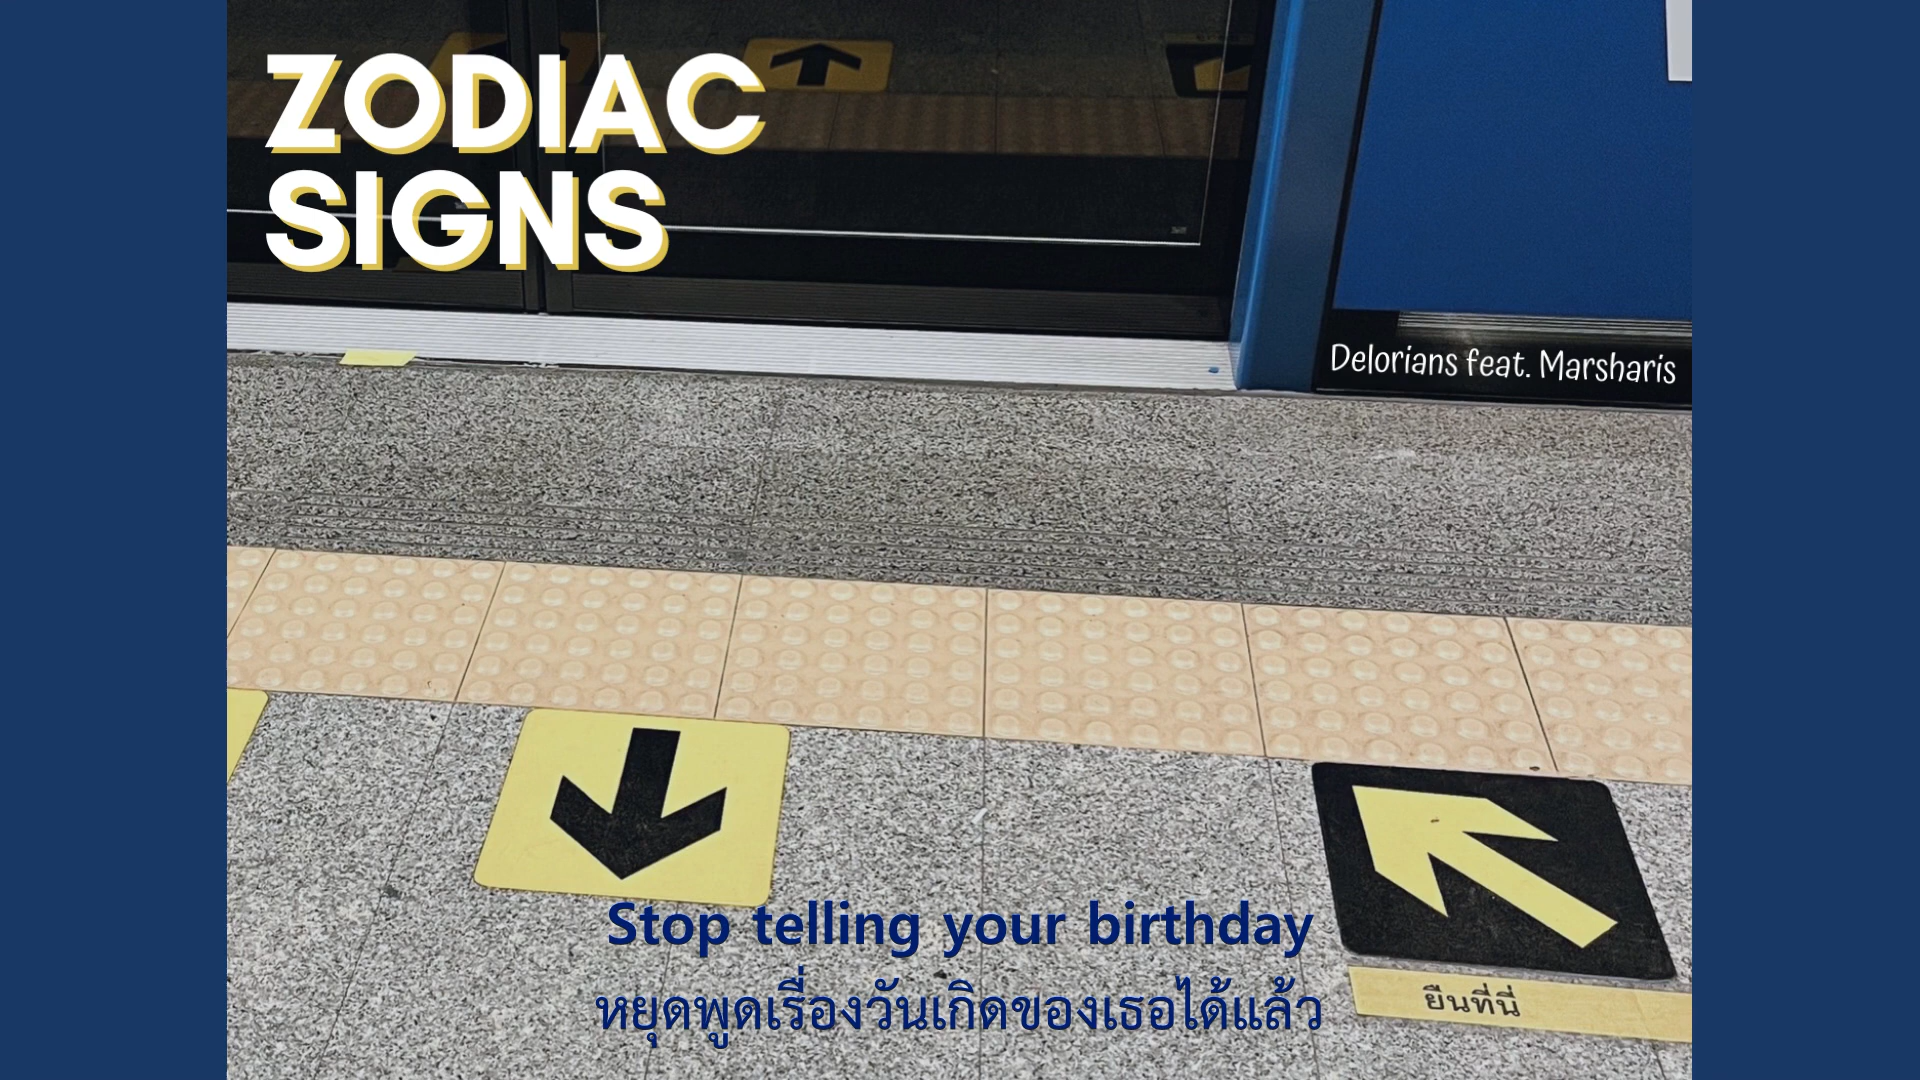 ZODIAC
SIGNS
Delorians feat. Marsharis
Stop telling your birthday
หยุดพูดเรื่องวันเกิดของเธอได้แล้ว
ยืนที่นี่